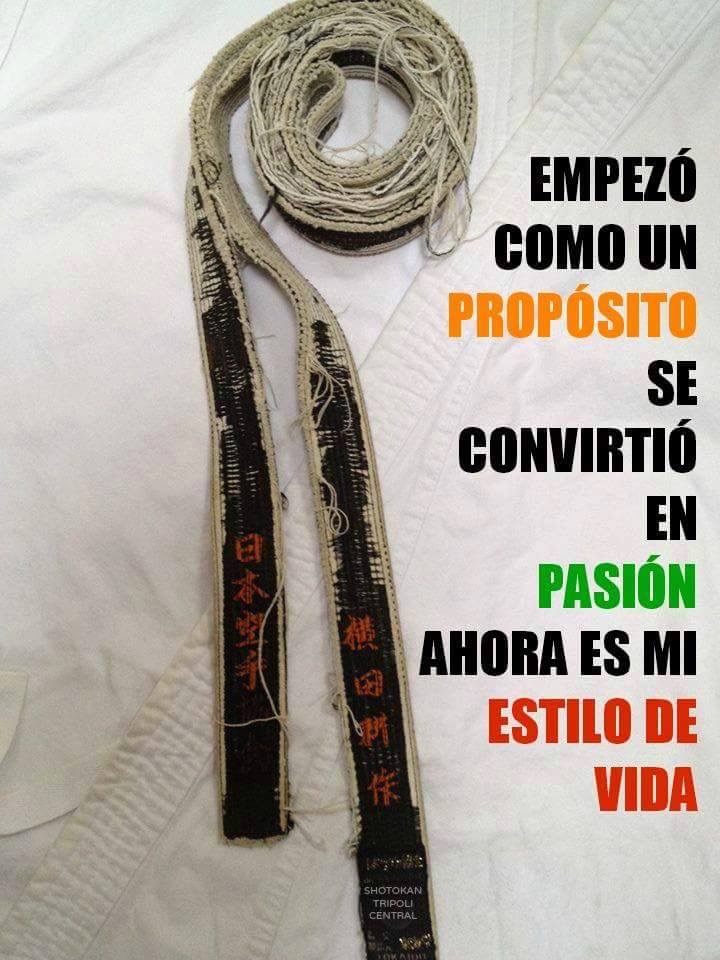 EMPEZÓ
COMO UN
PROPÓSITO
SE
CONVIRTIÓ
EN
PASIÓN
AHORA ES MI
ESTILO DE
VIDA
日本空手
横田耕作
SHOTOKAN
TRIPOLI
CENTRAL